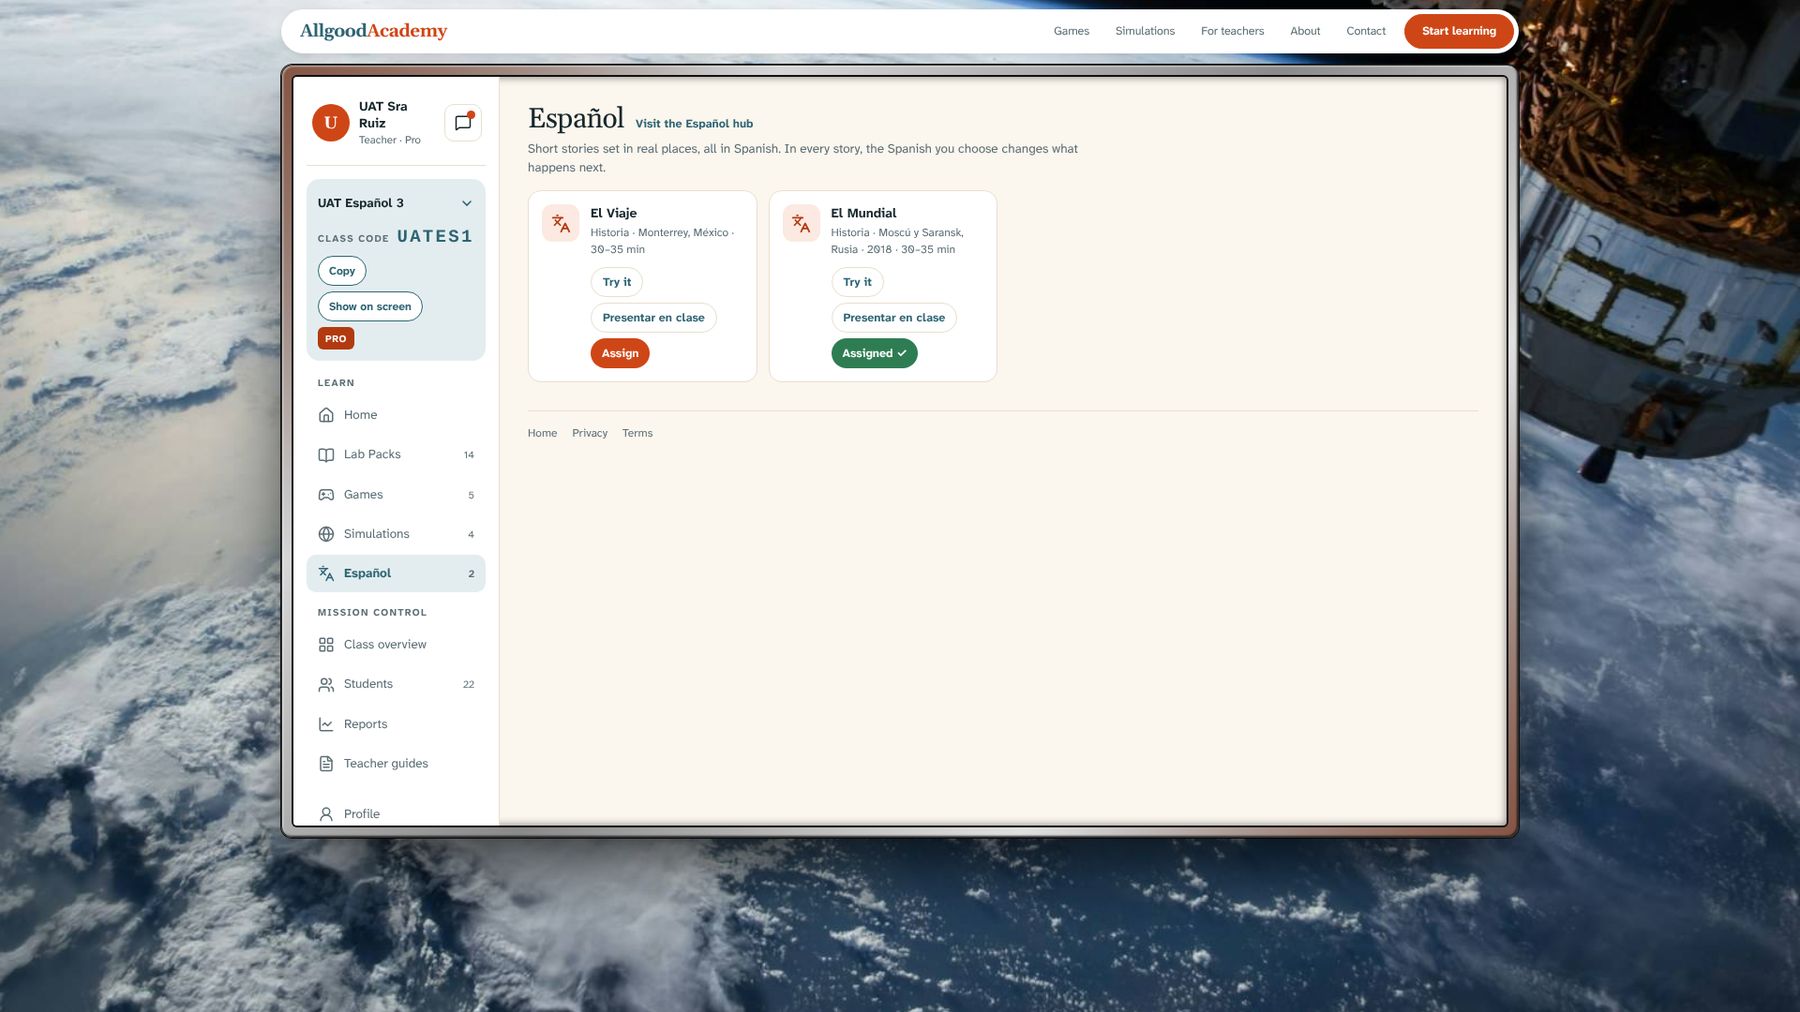 AllgoodAcademy
Games
Simulations
For teachers
About
Contact
Start learning
U
UAT Sra
Ruiz
Teacher · Pro
UAT Español 3
CLASS CODE UATES1
Copy
Show on screen
PRO
LEARN
Home
Lab Packs 14
Games 5
Simulations 4
Español 2
MISSION CONTROL
Class overview
Students 22
Reports
Teacher guides
Profile
Español Visit the Español hub
Short stories set in real places, all in Spanish. In every story, the Spanish you choose changes what
happens next.
El Viaje
Historia · Monterrey, México ·
30–35 min
Try it
Presentar en clase
Assign
El Mundial
Historia · Moscú y Saransk,
Rusia · 2018 · 30–35 min
Try it
Presentar en clase
Assigned ✓
Home Privacy Terms